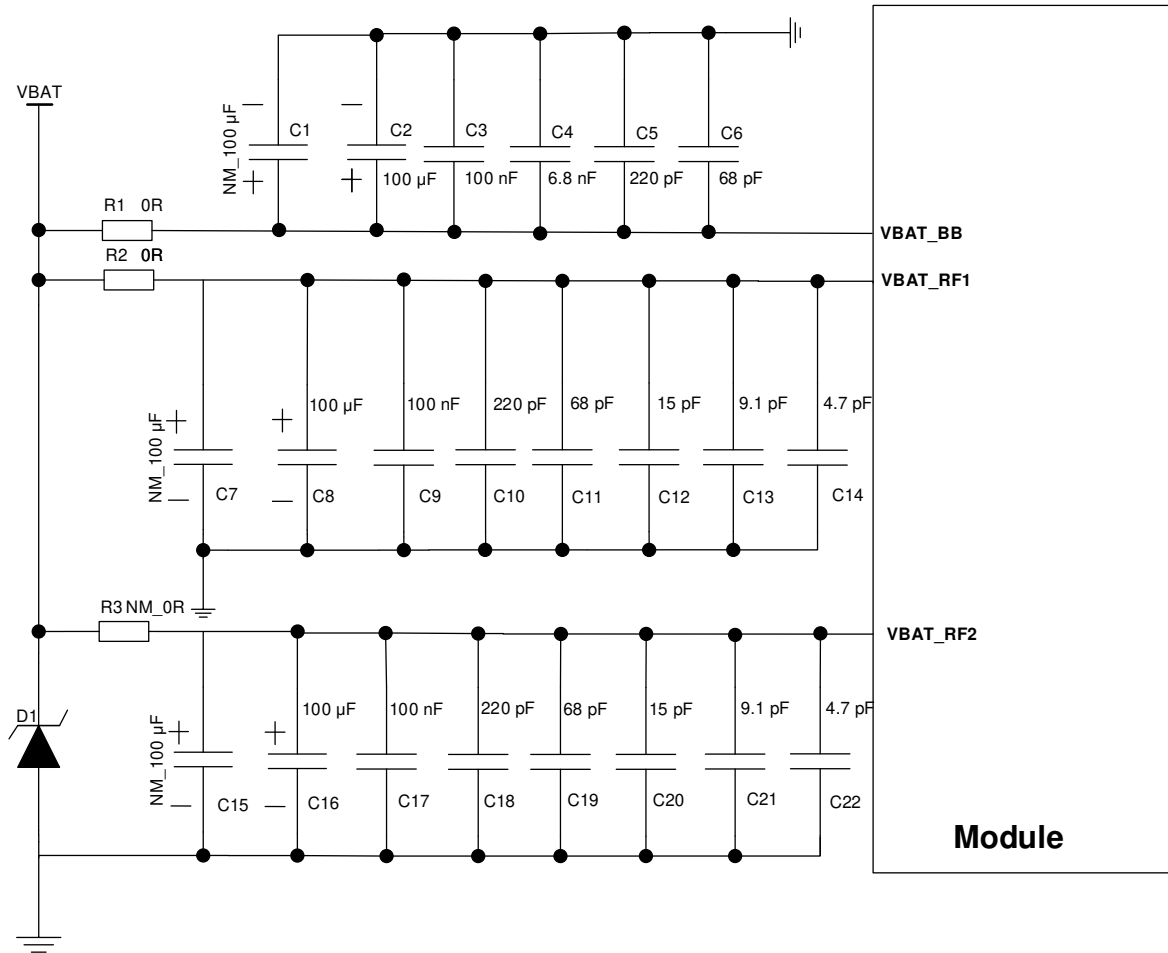 VBAT
NM_100 µF
C1
C2
C3
C4
C5
C6
100 µF
100 nF
6.8 nF
220 pF
68 pF
R1 0R
VBAT_BB
R2 0R
VBAT_RF1
100 µF
100 nF
220 pF
68 pF
15 pF
9.1 pF
4.7 pF
NM_100 µF
C7
C8
C9
C10
C11
C12
C13
C14
R3 NM_0R
VBAT_RF2
D1
100 µF
100 nF
220 pF
68 pF
15 pF
9.1 pF
4.7 pF
NM_100 µF
C15
C16
C17
C18
C19
C20
C21
C22
Module